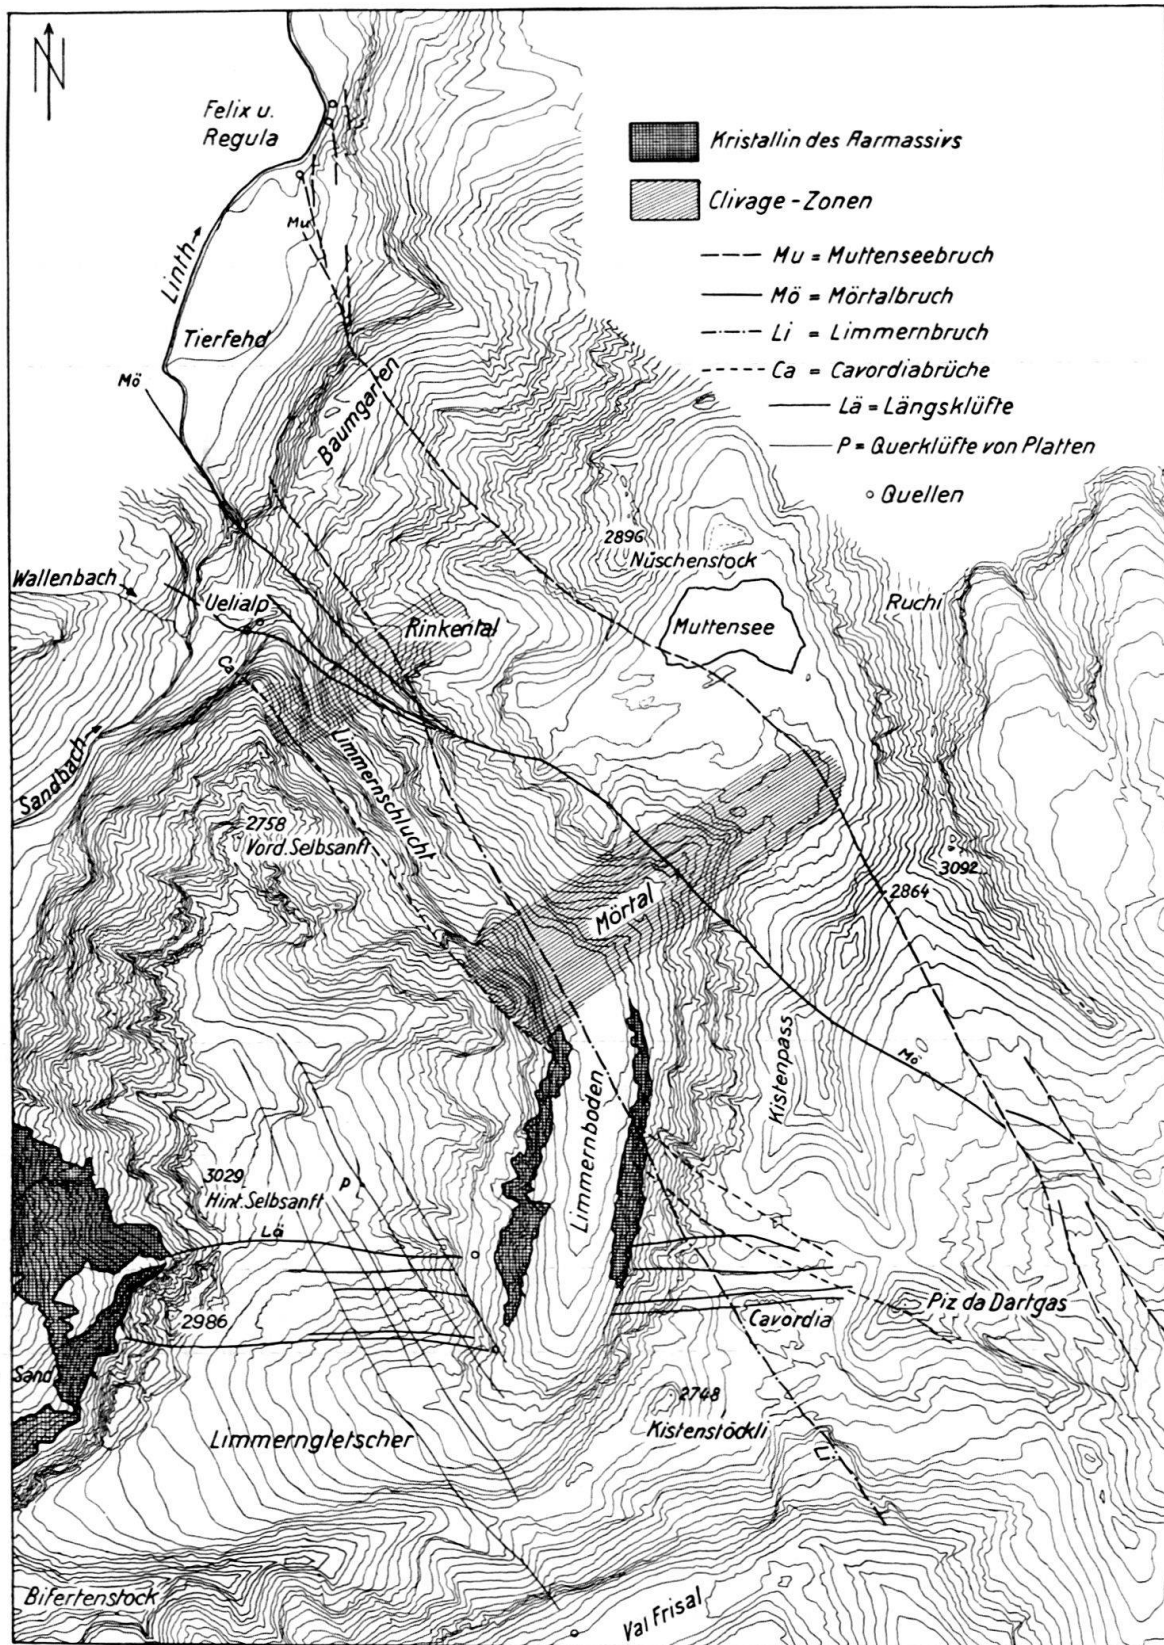 N
Felix u.
Regula
Kristallin des Aarmassivs
Clivage - Zonen
Mu = Muttenseebruch
Mö = Mörtalbruch
Li = Limmernbruch
Ca = Cavordiabrüche
Lä = Längsklüfte
P = Querklüfte von Platten
Quellen
Mu
Linth
Tierfehd
Mö
Baumgarten
2896
Nüschenstock
Wallenbach
Uelialp
Rinkental
Muttensee
Ruchi
Ca
Sandbach
Limmernschlucht
2758
Vord. Selbsanft
3092
2864
Mörtal
Kistenpass
Mö
Limmernboden
3029
Hint. Selbsanft
P
Lä
2986
Piz da Dartgas
Cavordia
Sand
2748
Kistenstöckli
Limmerngletscher
Li
Bifertenstock
Val Frisal